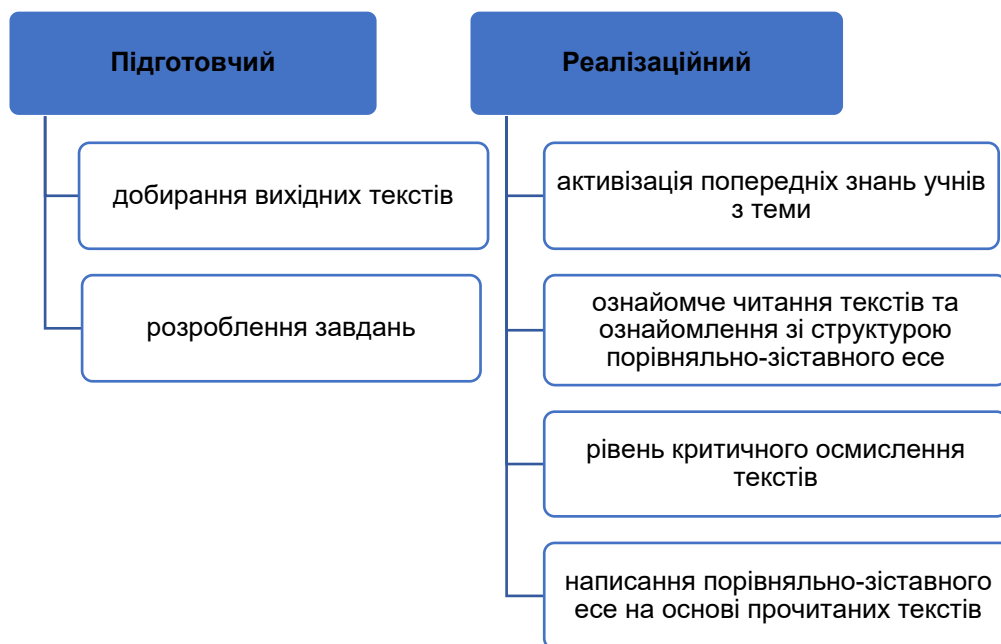 Підготовчий
добирання вихідних текстів
розроблення завдань
Реалізаційний
активізація попередніх знань учнів
з теми
ознайомче читання текстів та
ознайомлення зі структурою
порівняльно-зіставного есе
рівень критичного осмислення
текстів
написання порівняльно-зіставного
есе на основі прочитаних текстів